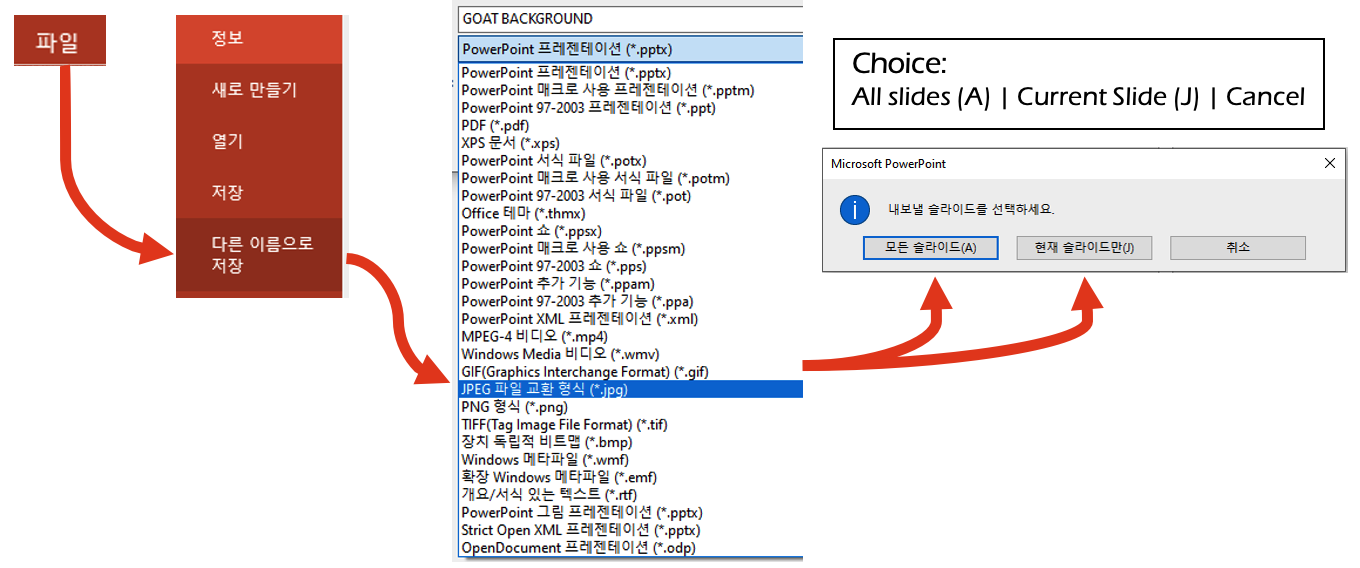 파일
정보
새로 만들기
열기
저장
다른 이름으로
저장
GOAT BACKGROUND
PowerPoint 프레젠테이션 (*.pptx)
PowerPoint 프레젠테이션 (*.pptx)
PowerPoint 매크로 사용 프레젠테이션 (*.pptm)
PowerPoint 97-2003 프레젠테이션 (*.ppt)
PDF (*.pdf)
XPS 문서 (*.xps)
PowerPoint 서식 파일 (*.potx)
PowerPoint 매크로 사용 서식 파일 (*.potm)
PowerPoint 97-2003 서식 파일 (*.pot)
Office 테마 (*.thmx)
PowerPoint 쇼 (*.ppsx)
PowerPoint 매크로 사용 쇼 (*.ppsm)
PowerPoint 97-2003 쇼 (*.pps)
PowerPoint 추가 기능 (*.ppam)
PowerPoint 97-2003 추가 기능 (*.ppa)
PowerPoint XML 프레젠테이션 (*.xml)
MPEG-4 비디오 (*.mp4)
Windows Media 비디오 (*.wmv)
GIF(Graphics Interchange Format) (*.gif)
JPEG 파일 교환 형식 (*.jpg)
PNG 형식 (*.png)
TIFF(Tag Image File Format) (*.tif)
장치 독립적 비트맵 (*.bmp)
Windows 메타파일 (*.wmf)
확장 Windows 메타파일 (*.emf)
개요/서식 있는 텍스트 (*.rtf)
PowerPoint 그림 프레젠테이션 (*.pptx)
Strict Open XML 프레젠테이션 (*.pptx)
OpenDocument 프레젠테이션 (*.odp)
Choice:
All slides (A) | Current Slide (J) | Cancel
Microsoft PowerPoint
내보낼 슬라이드를 선택하세요.
모든 슬라이드(A)
현재 슬라이드만(J)
취소